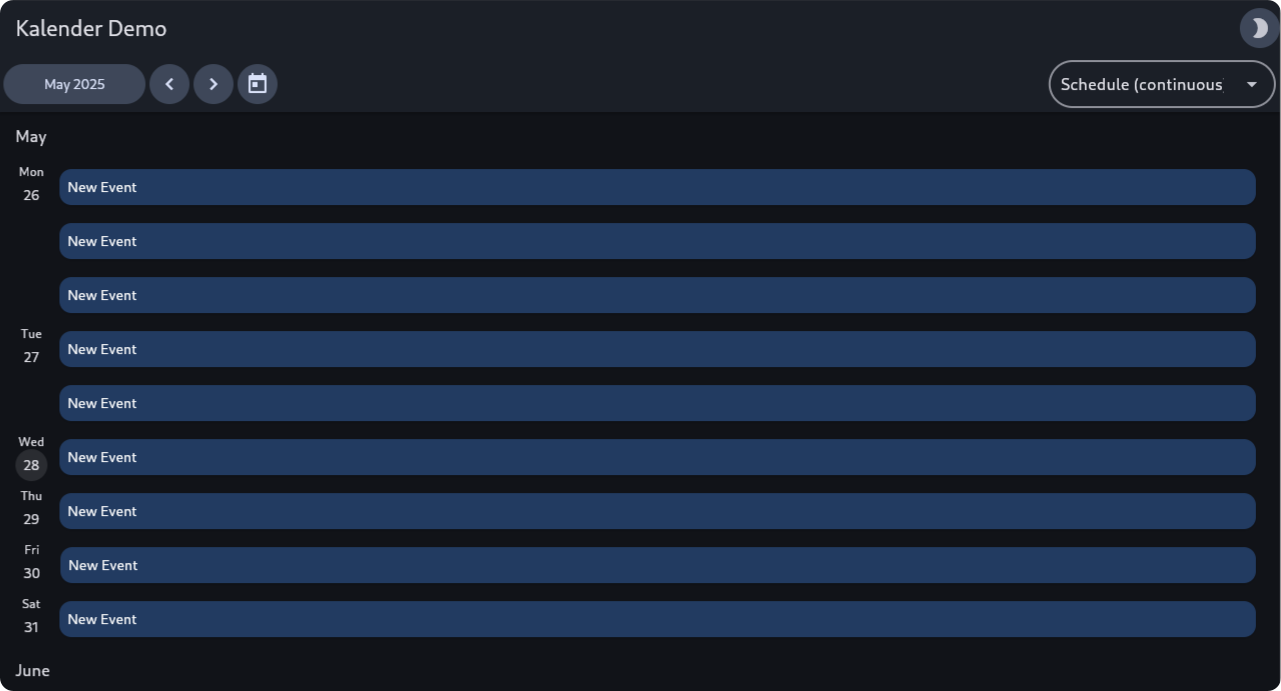 Kalender Demo
May 2025
Schedule (continuous)
May
Mon
26
New Event
New Event
New Event
Tue
27
New Event
New Event
Wed
28
New Event
Thu
29
New Event
Fri
30
New Event
Sat
31
New Event
June